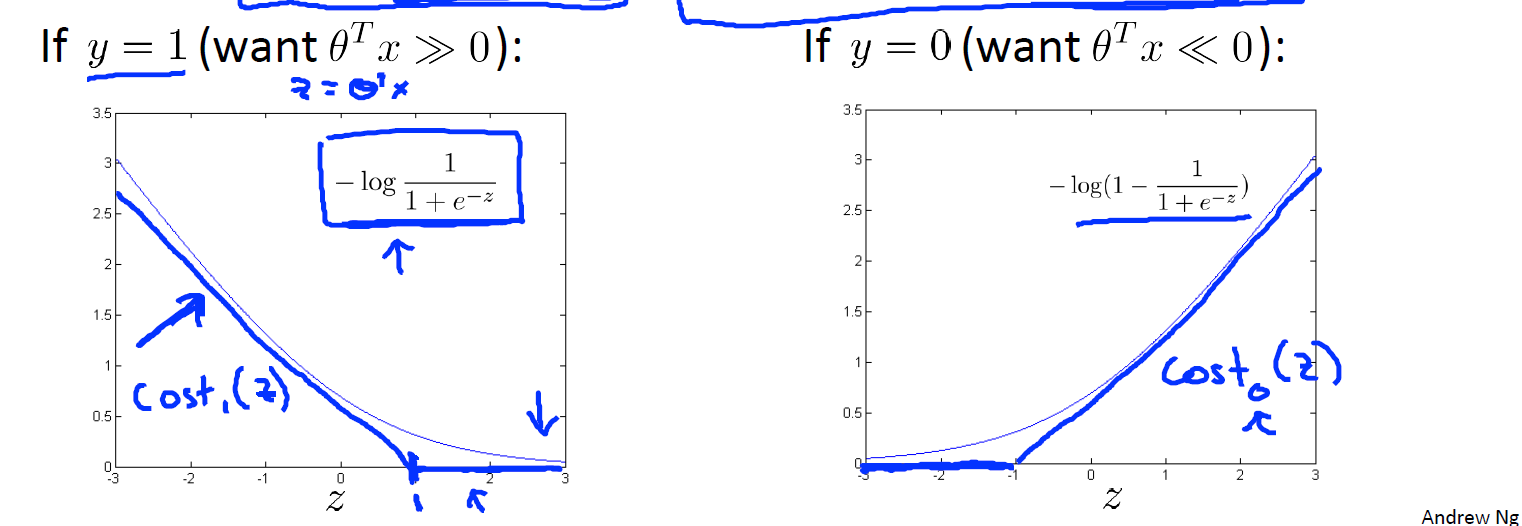 If y = 1 (want θᵀx ≫ 0):
z = θᵀx
3.5
3
2.5
2
1.5
1
0.5
0
-3 -2 -1 0 1 2 3
z
− log 1/(1 + e⁻ᶻ)
cost₁(z)
If y = 0 (want θᵀx ≪ 0):
3.5
3
2.5
2
1.5
1
0.5
0
-3 -2 -1 0 1 2 3
z
− log(1 − 1/(1 + e⁻ᶻ))
cost₀(z)
Andrew Ng